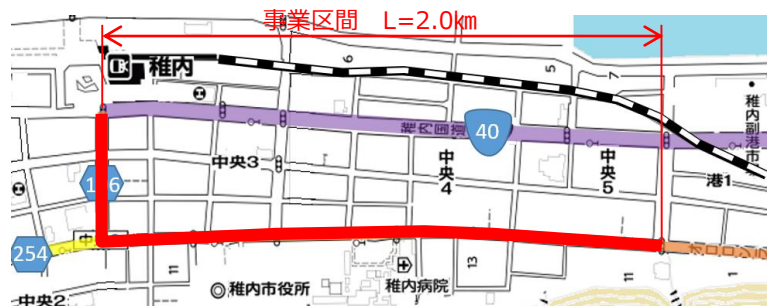 事業区間 L=2.0㎞
稚内
6
5
7
稚内国道
40
稚内副港市
中央3
中央4
中央5
港1
254
中央2
11
13
11
11
稚内市役所
稚内病院